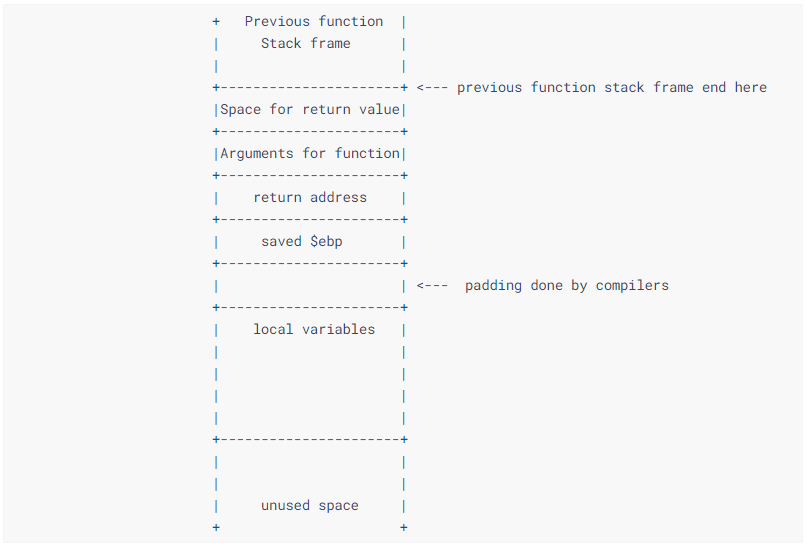 +   Previous function  |
|     Stack frame      |
|                      |
+----------------------+ <--- previous function stack frame end here
|Space for return value|
+----------------------+
|Arguments for function|
+----------------------+
|    return address    |
+----------------------+
|     saved $ebp       |
+----------------------+
|                      | <---  padding done by compilers
+----------------------+
|    local variables   |
|                      |
|                      |
|                      |
|                      |
+----------------------+
|                      |
|                      |
|     unused space     |
+                      +